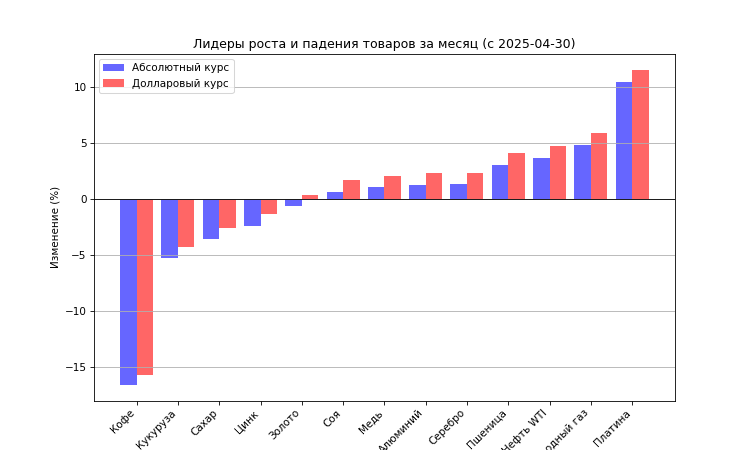 Лидеры роста и падения товаров за месяц (с 2025-04-30)
Абсолютный курс
Долларовый курс
Изменение (%)
10
5
0
−5
−10
−15
Кофе
Кукуруза
Сахар
Цинк
Золото
Соя
Медь
Алюминий
Серебро
Пшеница
Нефть WTI
одный газ
Платина